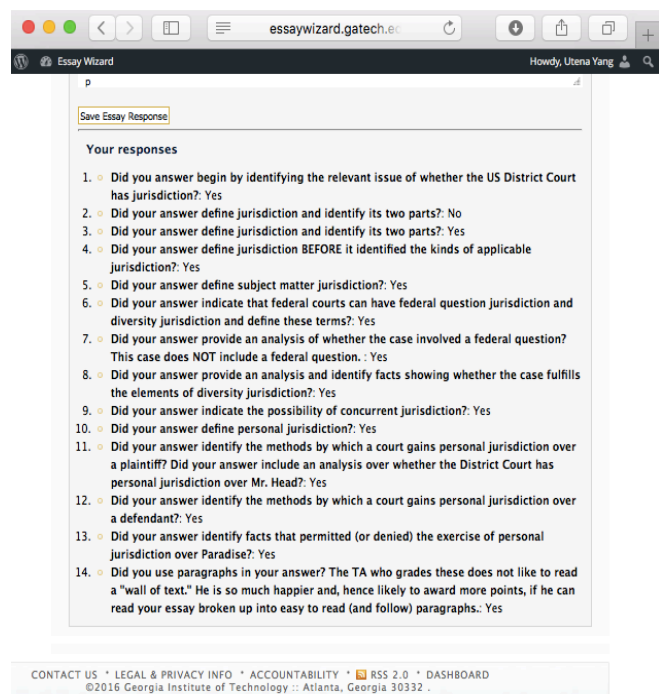 essaywizard.gatech.ec
Essay Wizard
Howdy, Utena Yang
p
Save Essay Response
Your responses
1. Did you answer begin by identifying the relevant issue of whether the US District Court
has jurisdiction?: Yes
2. Did your answer define jurisdiction and identify its two parts?: No
3. Did your answer define jurisdiction and identify its two parts?: Yes
4. Did your answer define jurisdiction BEFORE it identified the kinds of applicable
jurisdiction?: Yes
5. Did your answer define subject matter jurisdiction?: Yes
6. Did your answer indicate that federal courts can have federal question jurisdiction and
diversity jurisdiction and define these terms?: Yes
7. Did your answer provide an analysis of whether the case involved a federal question?
This case does NOT include a federal question. : Yes
8. Did your answer provide an analysis and identify facts showing whether the case fulfills
the elements of diversity jurisdiction?: Yes
9. Did your answer indicate the possibility of concurrent jurisdiction?: Yes
10. Did your answer define personal jurisdiction?: Yes
11. Did your answer identify the methods by which a court gains personal jurisdiction over
a plaintiff? Did your answer include an analysis over whether the District Court has
personal jurisdiction over Mr. Head?: Yes
12. Did your answer identify the methods by which a court gains personal jurisdiction over
a defendant?: Yes
13. Did your answer identify facts that permitted (or denied) the exercise of personal
jurisdiction over Paradise?: Yes
14. Did you use paragraphs in your answer? The TA who grades these does not like to read
a "wall of text." He is so much happier and, hence likely to award more points, if he can
read your essay broken up into easy to read (and follow) paragraphs.: Yes
CONTACT US * LEGAL & PRIVACY INFO * ACCOUNTABILITY * RSS 2.0 * DASHBOARD
©2016 Georgia Institute of Technology :: Atlanta, Georgia 30332 .